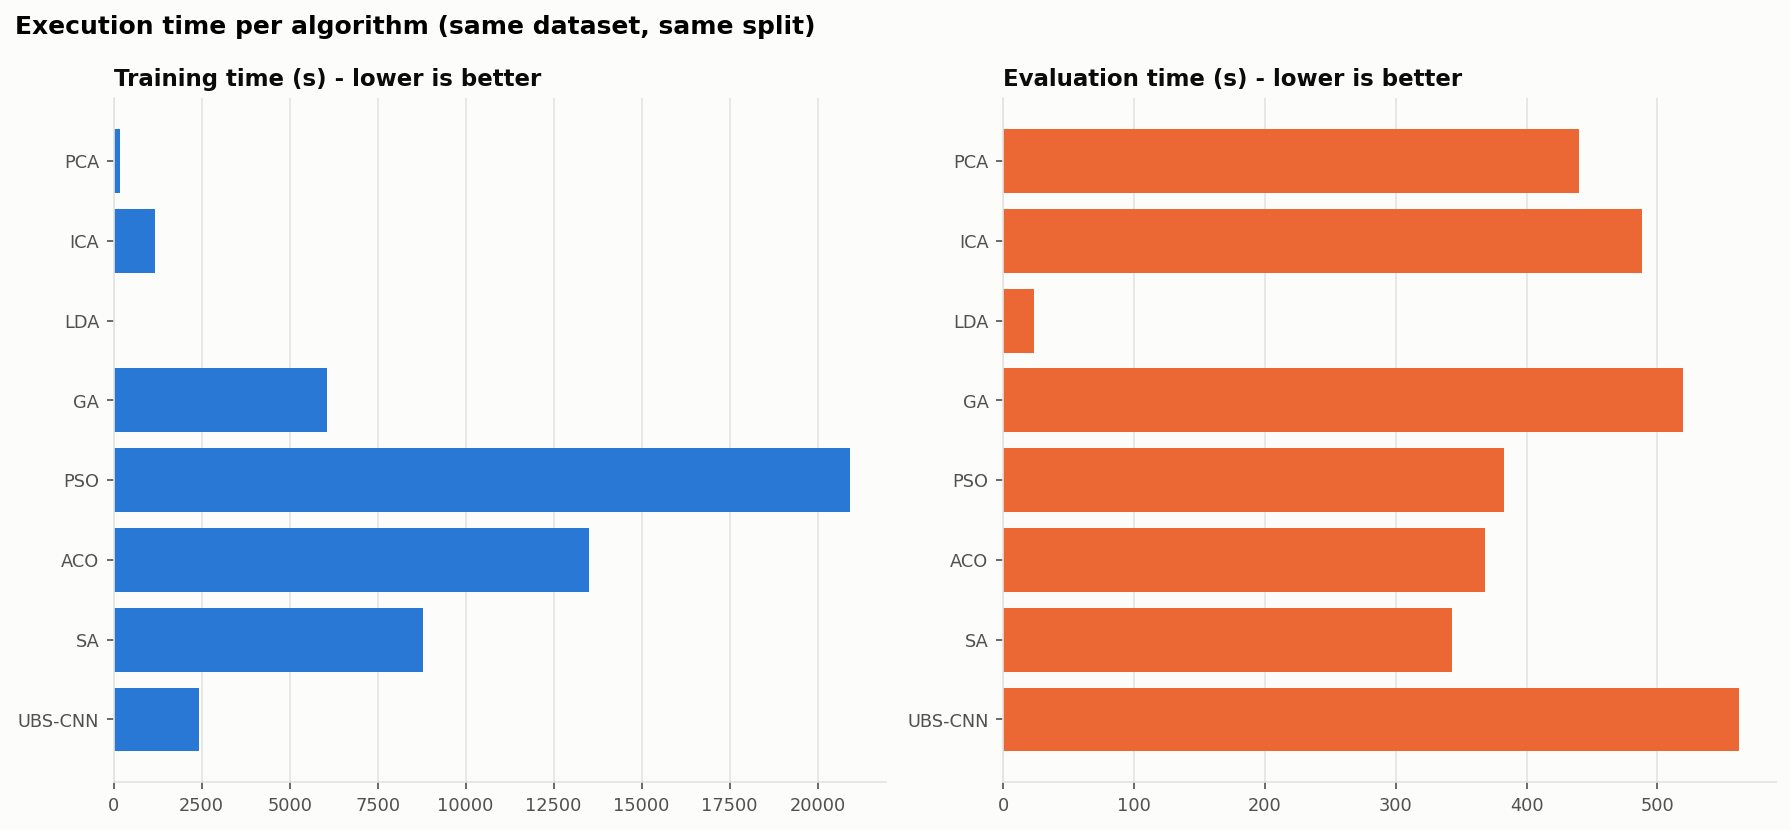 Execution time per algorithm (same dataset, same split)
Training time (s) - lower is better
PCA
ICA
LDA
GA
PSO
ACO
SA
UBS-CNN
0 2500 5000 7500 10000 12500 15000 17500 20000
Evaluation time (s) - lower is better
PCA
ICA
LDA
GA
PSO
ACO
SA
UBS-CNN
0 100 200 300 400 500